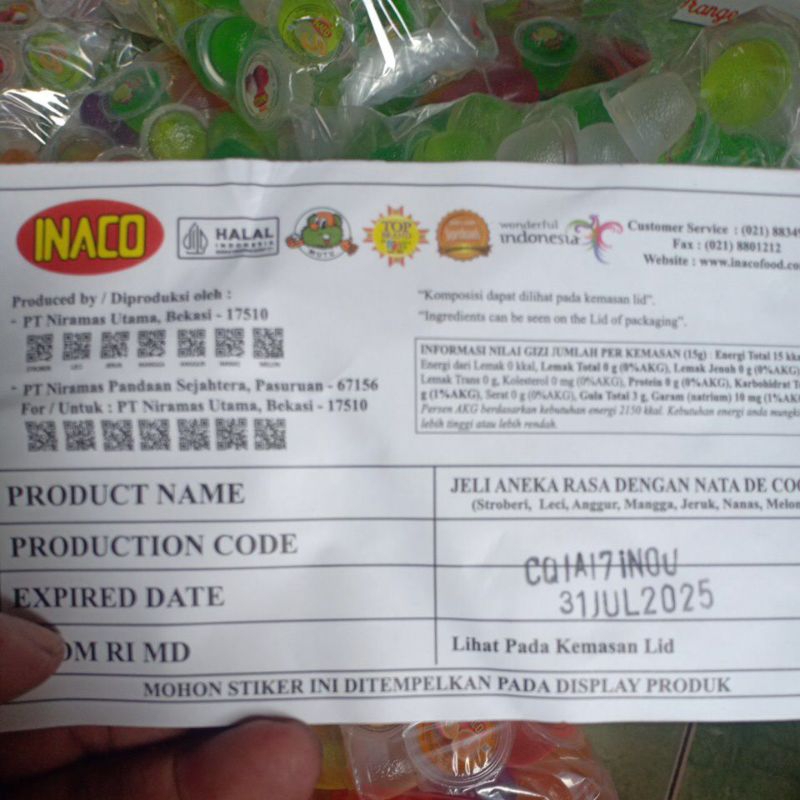 range
INACO
HALAL
INDONESIA
MUTU
TOP
wonderful
indonesia
Customer Service : (021) 8834
Fax : (021) 8801212
Website : www.inacofood.co
Produced by / Diproduksi oleh :
- PT Niramas Utama, Bekasi - 17510
- PT Niramas Pandaan Sejahtera, Pasuruan - 67156
For / Untuk : PT Niramas Utama, Bekasi - 17510
"Komposisi dapat dilihat pada kemasan lid".
"Ingredients can be seen on the Lid of packaging".
INFORMASI NILAI GIZI JUMLAH PER KEMASAN (15g) : Energi Total 15 kka
Energi dari Lemak 0 kkal, Lemak Total 0 g (0%AKG), Lemak Jenuh 0 g (0%AKG)
Lemak Trans 0 g, Kolesterol 0 mg (0%AKG), Protein 0 g (0%AKG), Karbohidrat T
g (1%AKG), Serat 0 g (0%AKG), Gula Total 3 g, Garam (natrium) 10 mg (1%AK
Persen AKG berdasarkan kebutuhan energi 2150 kkal. Kebutuhan energi anda mungkin
lebih tinggi atau lebih rendah.
PRODUCT NAME
JELI ANEKA RASA DENGAN NATA DE COC
(Stroberi, Leci, Anggur, Mangga, Jeruk, Nanas, Melon
PRODUCTION CODE
CQ1A17INOU
EXPIRED DATE
31JUL2025
OM RI MD
Lihat Pada Kemasan Lid
MOHON STIKER INI DITEMPELKAN PADA DISPLAY PRODUK